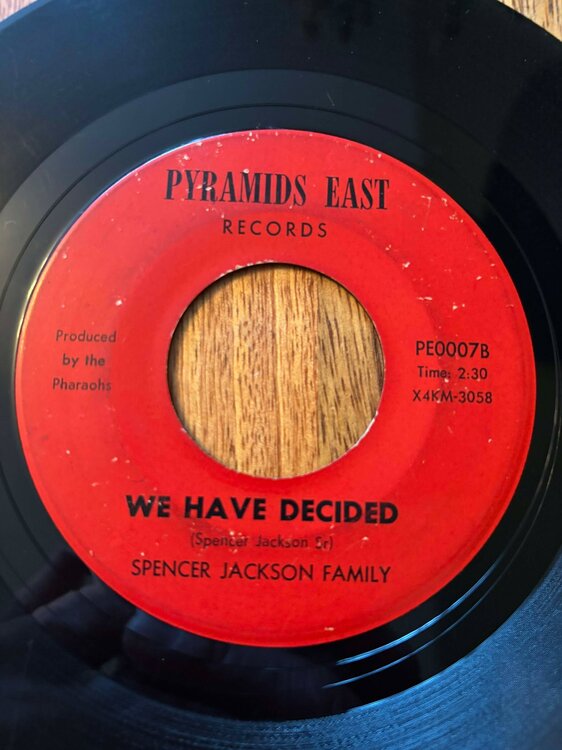 PYRAMIDS EAST
RECORDS
Produced
by the
Pharaohs
PE0007B
Time: 2:30
X4KM-3058
WE HAVE DECIDED
(Spencer Jackson Sr)
SPENCER JACKSON FAMILY